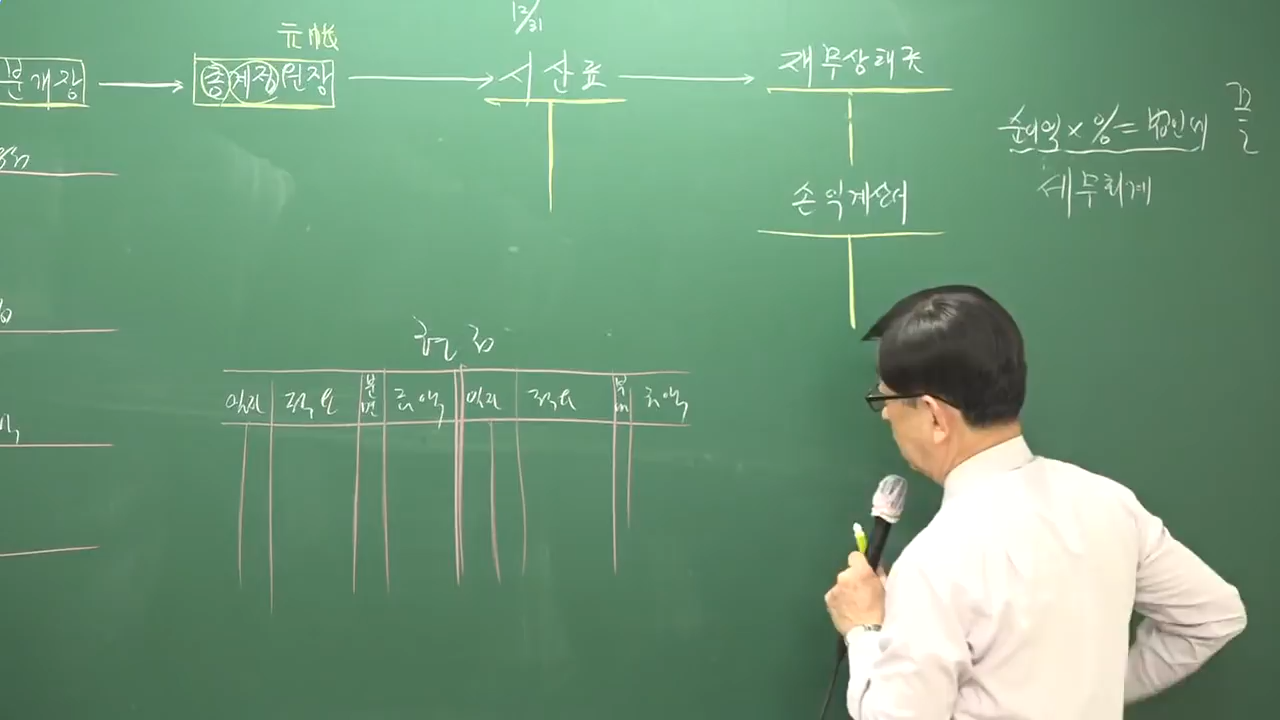 12/31
분개장 → 총계정원장 → 시산표 → 재무상태표
순이익 × % = 법인세
세무회계
손익계산서
현금
일자 적요 분면 금액 일자 적요 분면 금액